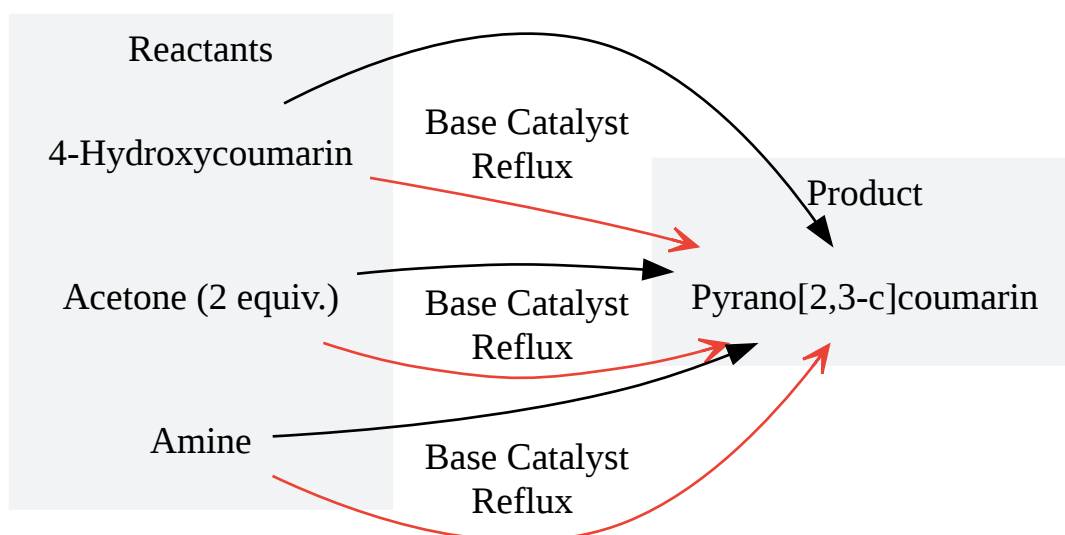 Reactants
4-Hydroxycoumarin
Acetone (2 equiv.)
Amine
Base Catalyst
Reflux
Base Catalyst
Reflux
Base Catalyst
Reflux
Product
Pyrano[2,3-c]coumarin